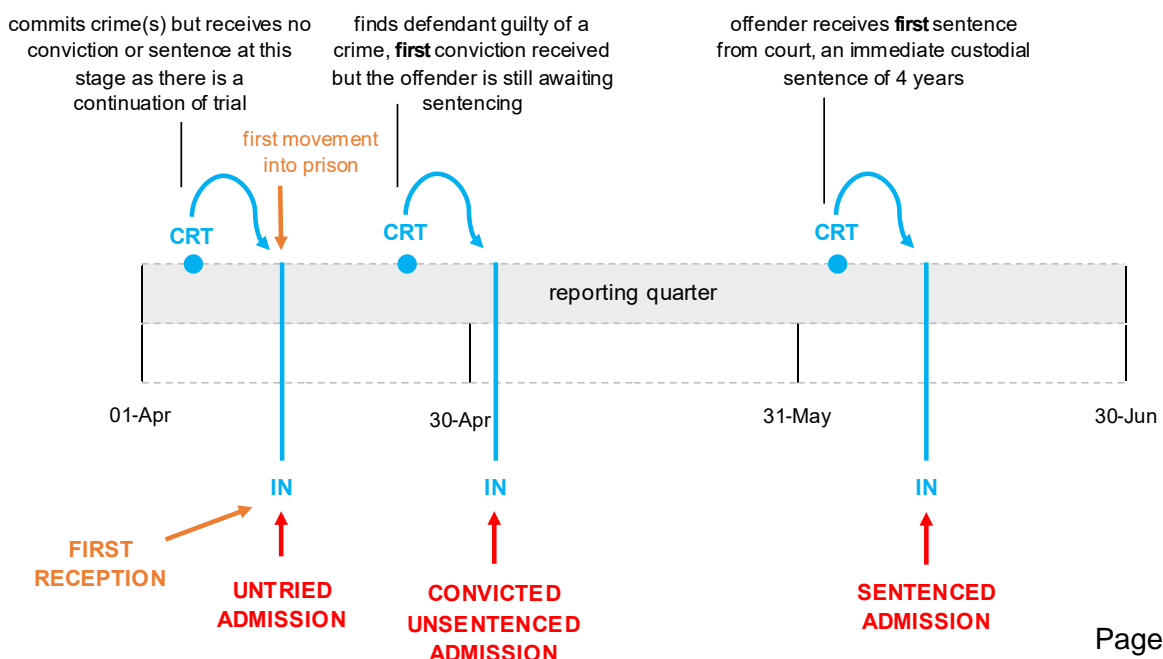 commits crime(s) but receives no
conviction or sentence at this
stage as there is a
continuation of trial
finds defendant guilty of a
crime, first conviction received
but the offender is still awaiting
sentencing
offender receives first sentence
from court, an immediate custodial
sentence of 4 years
first movement
into prison
CRT
CRT
CRT
reporting quarter
01-Apr
30-Apr
31-May
30-Jun
IN
IN
IN
FIRST
RECEPTION
UNTRIED
ADMISSION
CONVICTED
UNSENTENCED
ADMISSION
SENTENCED
ADMISSION
Page